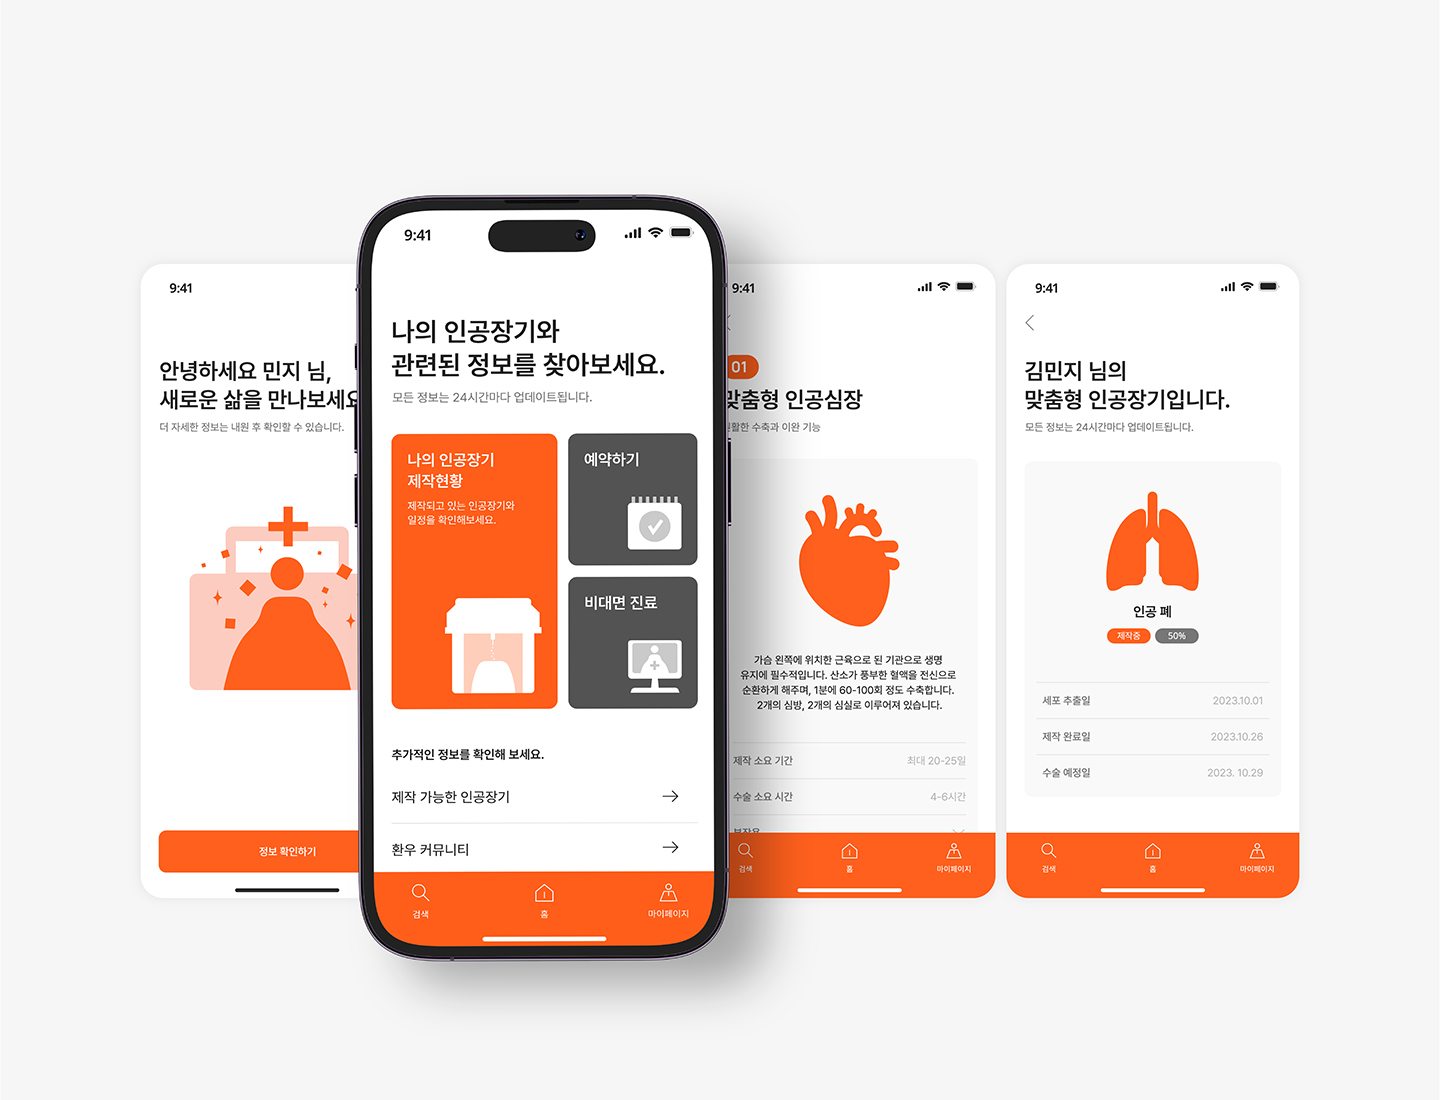 9:41
안녕하세요 민지 님,
새로운 삶을 만나보세요
더 자세한 정보는 내원 후 확인할 수 있습니다.
정보 확인하기
9:41
나의 인공장기와
관련된 정보를 찾아보세요.
모든 정보는 24시간마다 업데이트됩니다.
나의 인공장기
제작현황
제작되고 있는 인공장기와
일정을 확인해보세요.
예약하기
비대면 진료
추가적인 정보를 확인해 보세요.
제작 가능한 인공장기
환우 커뮤니티
검색
홈
마이페이지
9:41
01
맞춤형 인공심장
원활한 수축과 이완 기능
가슴 왼쪽에 위치한 근육으로 된 기관으로 생명
유지에 필수적입니다. 산소가 풍부한 혈액을 전신으로
순환하게 해주며, 1분에 60-100회 정도 수축합니다.
2개의 심방, 2개의 심실로 이루어져 있습니다.
제작 소요 기간 최대 20-25일
수술 소요 시간 4-6시간
부작용
검색
홈
마이페이지
9:41
김민지 님의
맞춤형 인공장기입니다.
모든 정보는 24시간마다 업데이트됩니다.
인공 폐
제작중 50%
세포 추출일 2023.10.01
제작 완료일 2023.10.26
수술 예정일 2023. 10.29
검색
홈
마이페이지